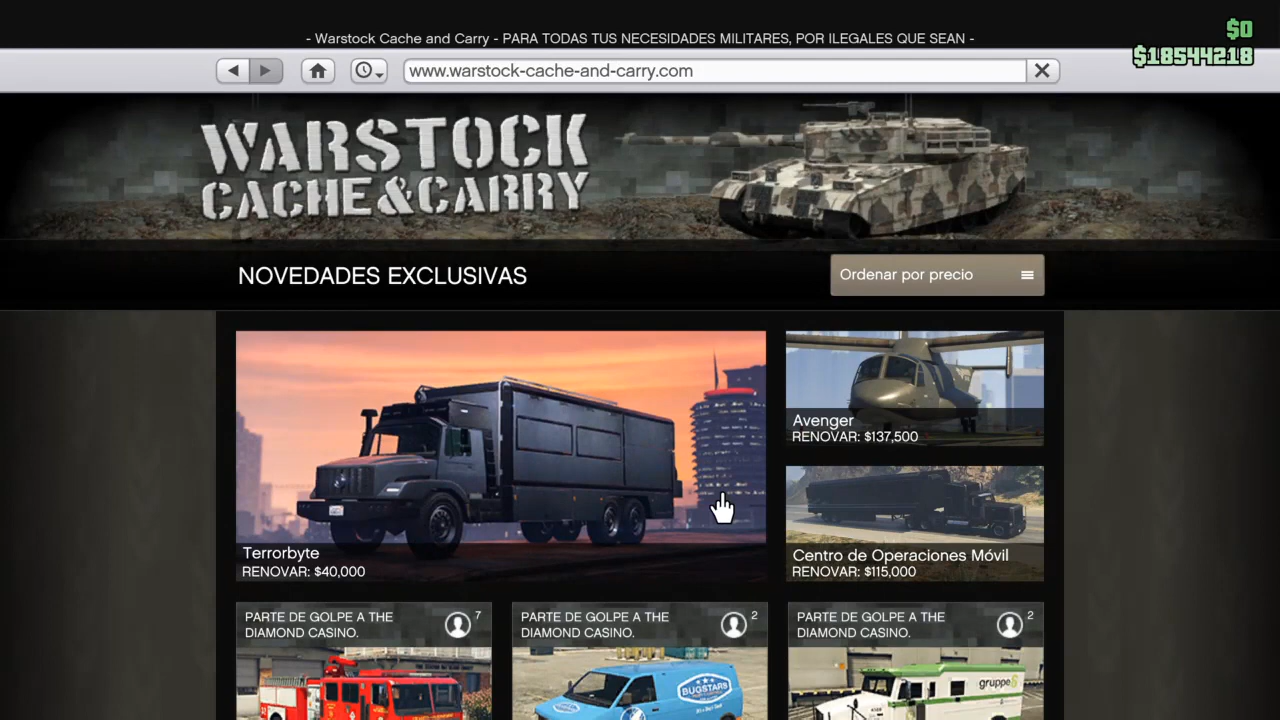 - Warstock Cache and Carry - PARA TODAS TUS NECESIDADES MILITARES, POR ILEGALES QUE SEAN -
$0
$18544218
www.warstock-cache-and-carry.com
WARSTOCK
CACHE&CARRY
NOVEDADES EXCLUSIVAS
Ordenar por precio
Terrorbyte
RENOVAR: $40,000
Avenger
RENOVAR: $137,500
Centro de Operaciones Móvil
RENOVAR: $115,000
PARTE DE GOLPE A THE
DIAMOND CASINO.
7
PARTE DE GOLPE A THE
DIAMOND CASINO.
2
PARTE DE GOLPE A THE
DIAMOND CASINO.
2
BUGSTARS
gruppe6